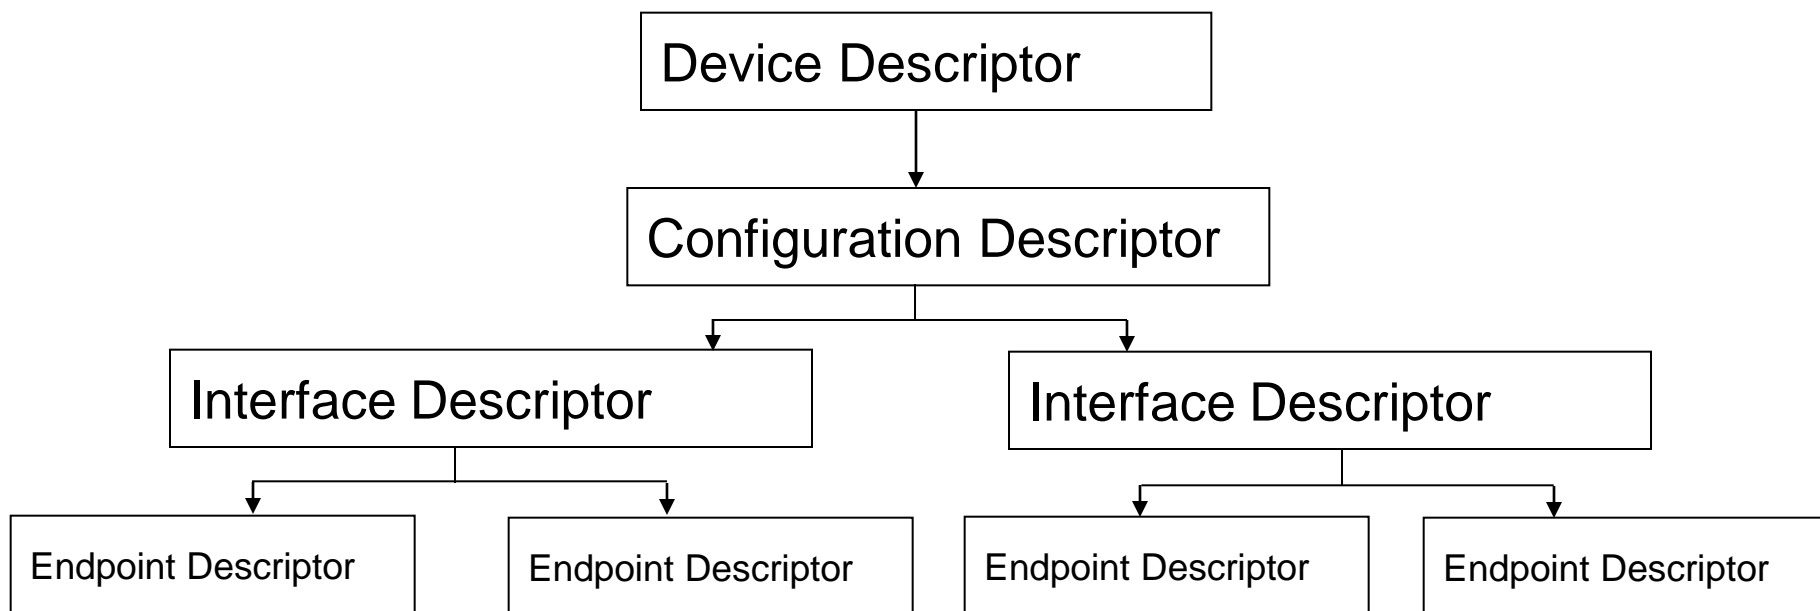 Device Descriptor
Configuration Descriptor
Interface Descriptor
Interface Descriptor
Endpoint Descriptor
Endpoint Descriptor
Endpoint Descriptor
Endpoint Descriptor